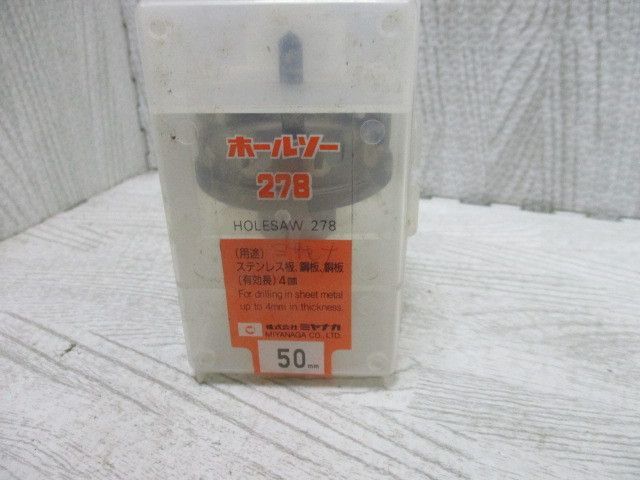 ホールソー
278
HOLESAW 278
(用途)
ステンレス板、鋼板、銅板
(有効長) 4㎜
For drilling in sheet metal
up to 4mm in thickness.
株式会社 ミヤナガ
MIYANAGA CO., LTD.
50mm